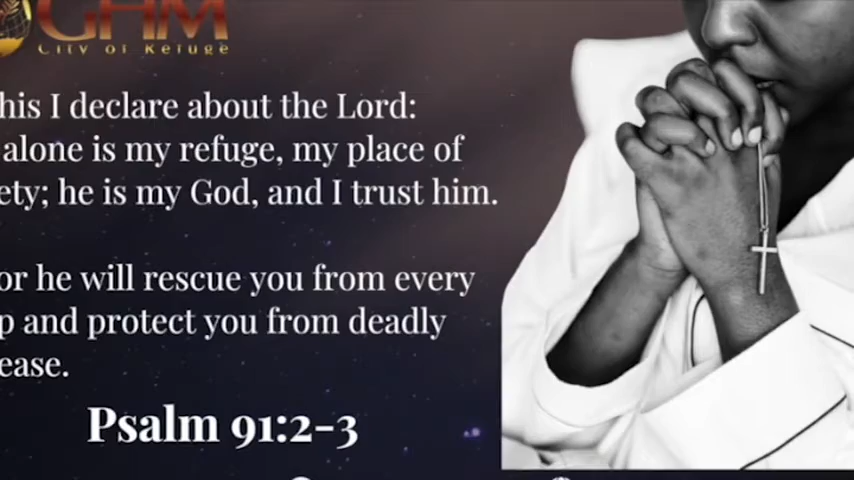 GHM
City of Refuge
his I declare about the Lord:
alone is my refuge, my place of
ety; he is my God, and I trust him.
or he will rescue you from every
p and protect you from deadly
ease.
Psalm 91:2-3